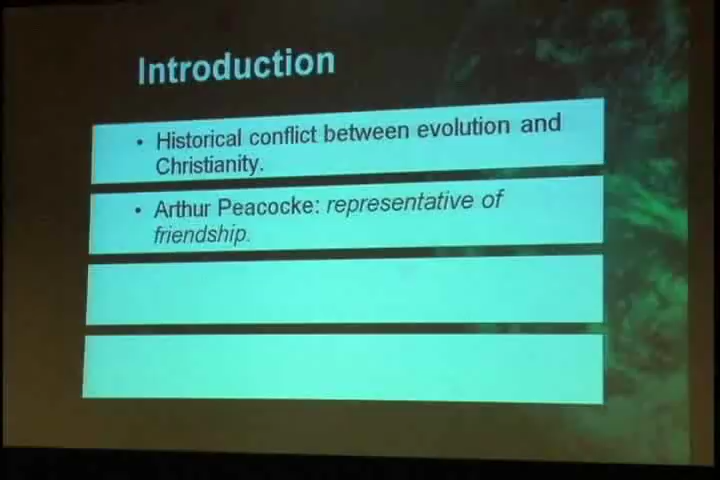 Introduction
• Historical conflict between evolution and
Christianity.
• Arthur Peacocke: representative of
friendship.